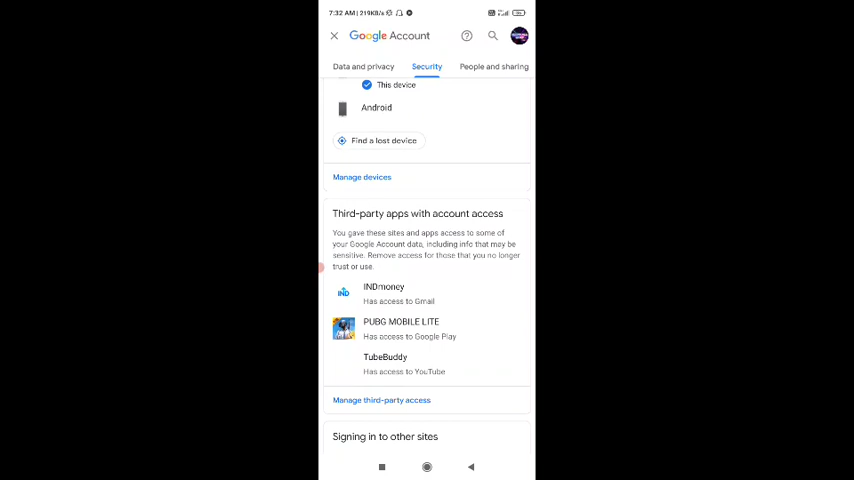 7:32 AM | 219KB/s
Google Account
Data and privacy
Security
People and sharing
This device
Android
Find a lost device
Manage devices
Third-party apps with account access
You gave these sites and apps access to some of
your Google Account data, including info that may be
sensitive. Remove access for those that you no longer
trust or use.
IND
INDmoney
Has access to Gmail
PUBG MOBILE LITE
Has access to Google Play
TubeBuddy
Has access to YouTube
Manage third-party access
Signing in to other sites